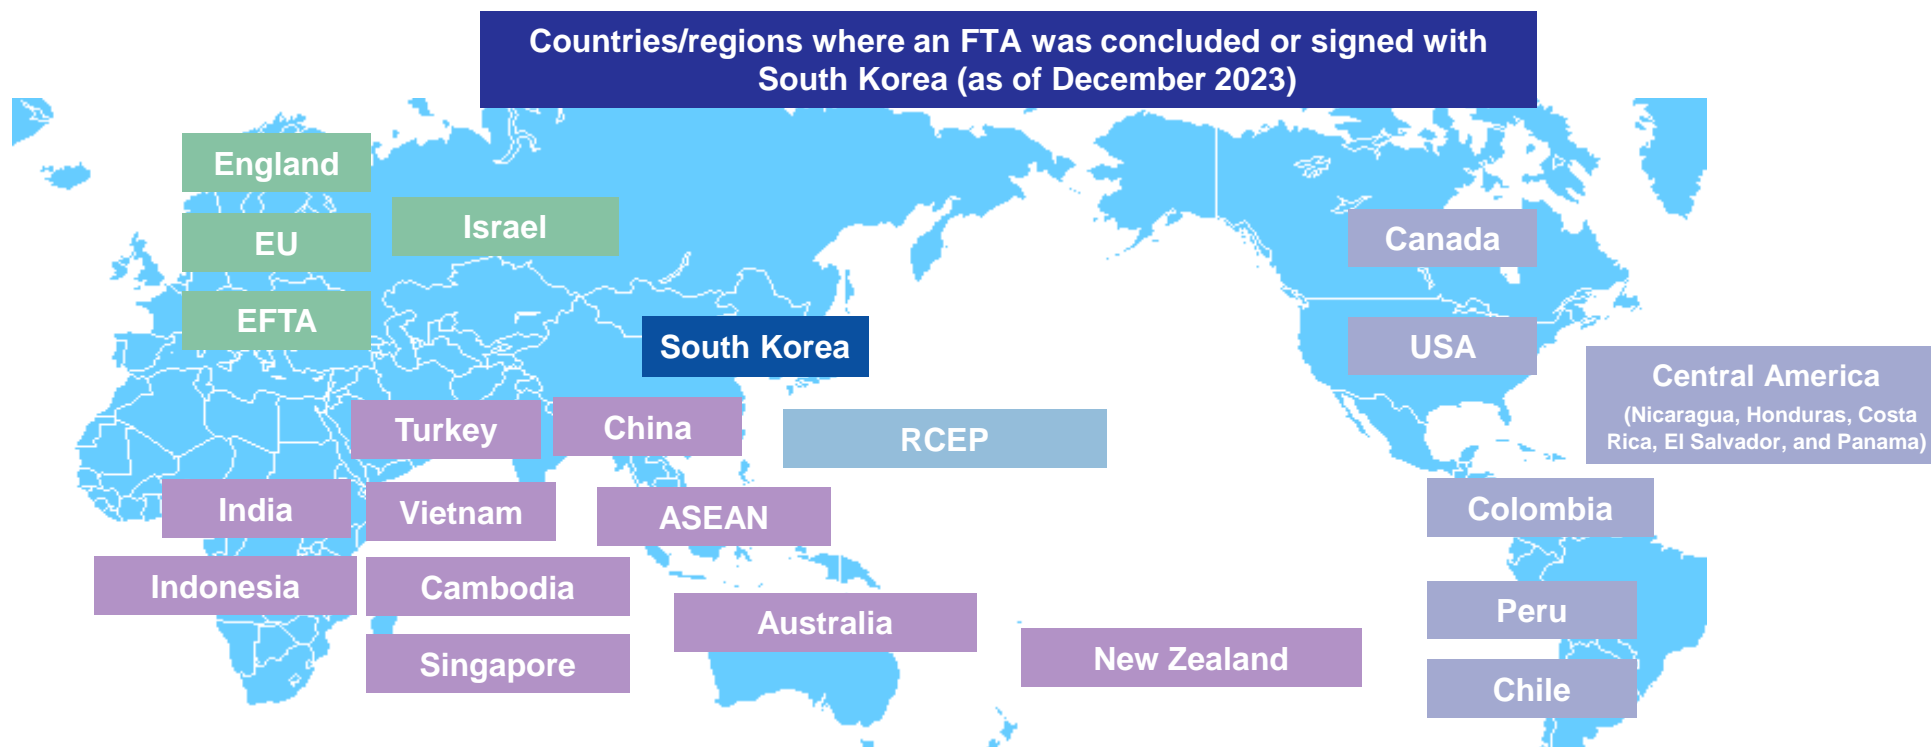 Countries/regions where an FTA was concluded or signed with
South Korea (as of December 2023)
England
Israel
EU
Canada
EFTA
South Korea
USA
Central America
(Nicaragua, Honduras, Costa
Rica, El Salvador, and Panama)
Turkey
China
RCEP
India
Vietnam
ASEAN
Colombia
Indonesia
Cambodia
Australia
Peru
Singapore
New Zealand
Chile